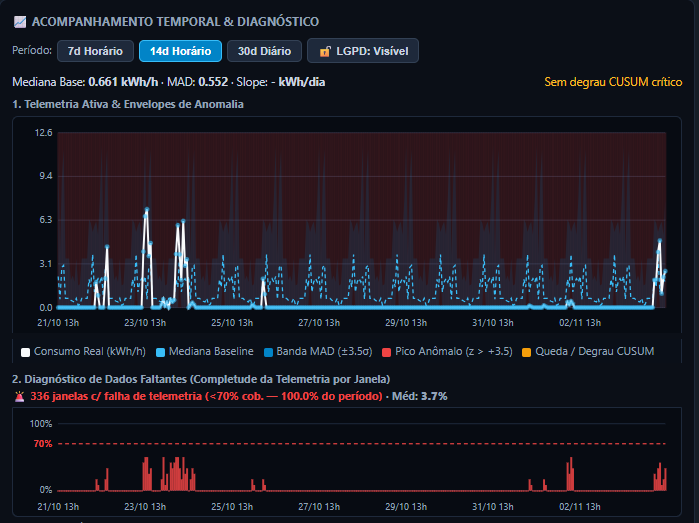 📈 ACOMPANHAMENTO TEMPORAL & DIAGNÓSTICO
Período: 7d Horário 14d Horário 30d Diário 🔓 LGPD: Visível
Mediana Base: 0.661 kWh/h · MAD: 0.552 · Slope: - kWh/dia Sem degrau CUSUM crítico
1. Telemetria Ativa & Envelopes de Anomalia
12.6
9.4
6.3
3.1
0.0
21/10 13h 23/10 13h 25/10 13h 27/10 13h 29/10 13h 31/10 13h 02/11 13h
Consumo Real (kWh/h) Mediana Baseline Banda MAD (±3.5σ) Pico Anômalo (z > +3.5) Queda / Degrau CUSUM
2. Diagnóstico de Dados Faltantes (Completude da Telemetria por Janela)
🚨 336 janelas c/ falha de telemetria (<70% cob. — 100.0% do período) · Méd: 3.7%
100%
70%
0%
21/10 13h 23/10 13h 25/10 13h 27/10 13h 29/10 13h 31/10 13h 02/11 13h